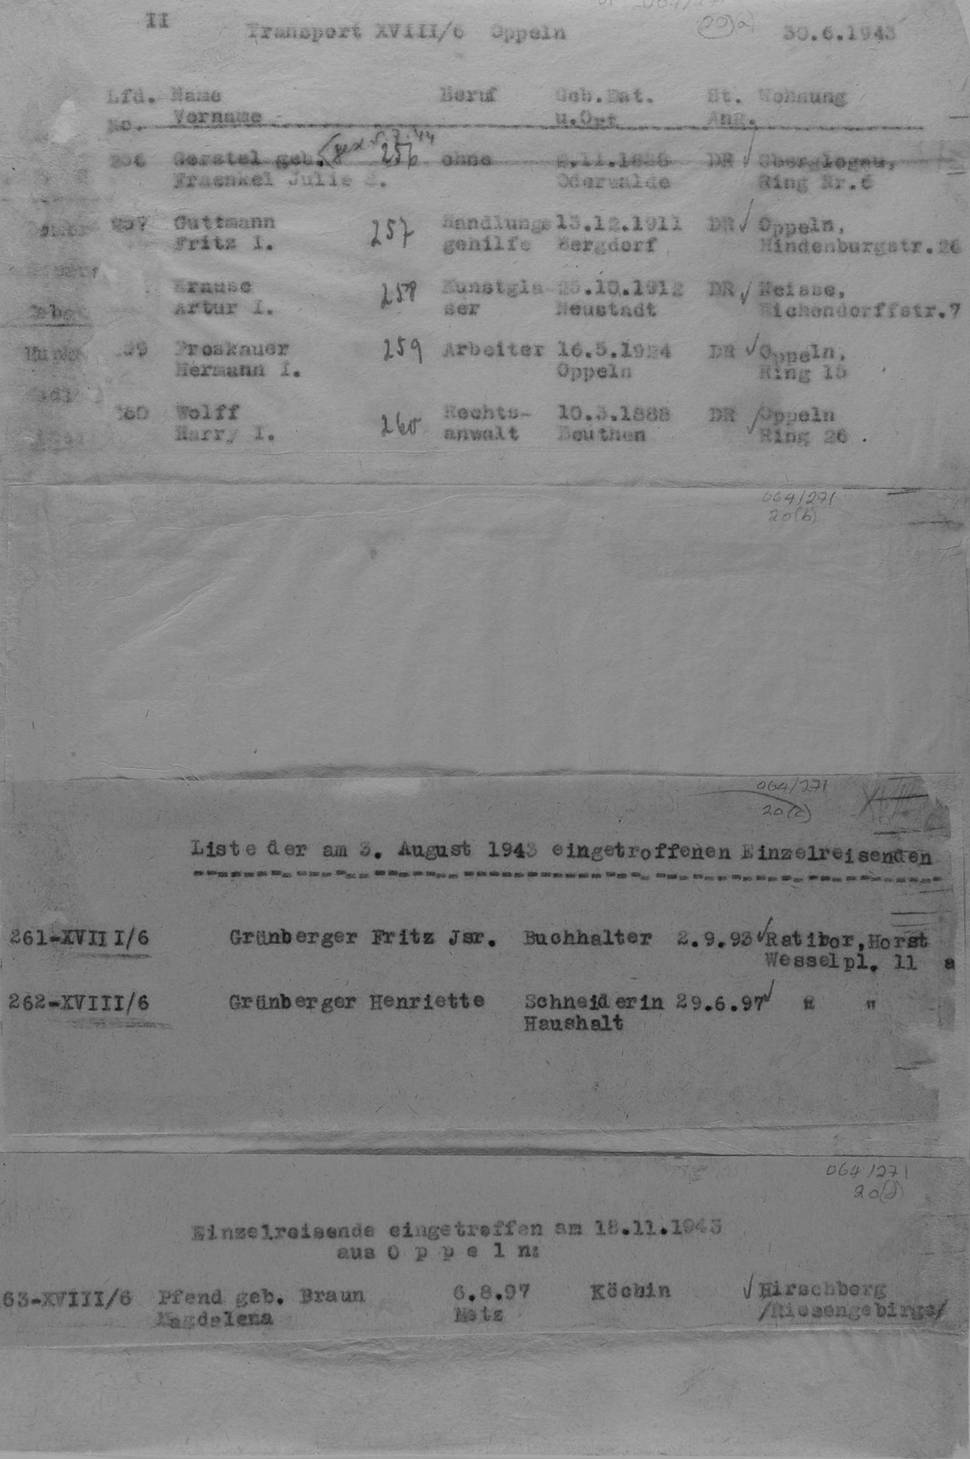 II
Transport XVIII/6 Oppeln 30.6.1943
20(a)
Lfd. Name Beruf Geb.Dat. St. Wohnung
No. Vorname u.Ort Ang.
256 Gerstel geb. 256 ohne DR Oberglogau,
Fraenkel Julie S. Oderwalde Ring Nr.6
257 Guttmann 257 Handlungs 13.12.1911 DR Oppeln,
Fritz I. gehilfe Bergdorf Hindenburgstr.26
Krause 258 Kunstgla 25.10.1912 DR Neisse,
Artur I. ser Neustadt Eichendorffstr.7
Proskauer 259 Arbeiter 16.5.1924 DR Oppeln,
Hermann I. Oppeln Ring 15
260 Wolff 260 Rechts- 10.3.1888 DR Oppeln
Harry I. anwalt Beuthen Ring 26 .
064/271
20(b)
064/271
20(c)
Liste der am 3. August 1943 eingetroffenen Einzelreisenden
261-XVIII/6 Grünberger Fritz Jsr. Buchhalter 2.9.93 Ratibor,Horst
Wesselpl. 11 a
262-XVIII/6 Grünberger Henriette Schneiderin 29.6.97 " "
Haushalt
064/271
20(d)
Einzelreisende eingetroffen am 18.11.1943
aus O p p e l n:
63-XVIII/6 Pfend geb. Braun 6.8.97 Köchin Hirschberg
Magdalena Metz /Riesengebirge/